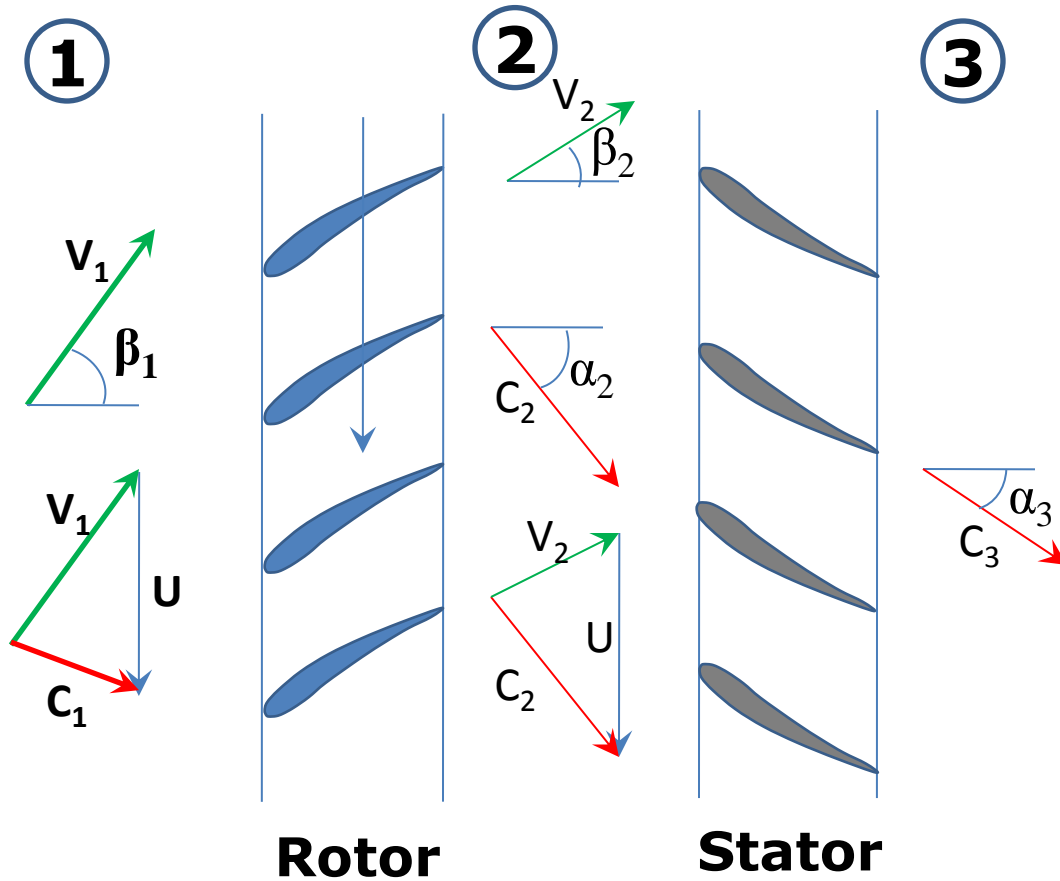 1
2
3
V₂
β₂
V₁
β₁
α₂
C₂
V₁
U
C₁
V₂
U
C₂
α₃
C₃
Rotor
Stator